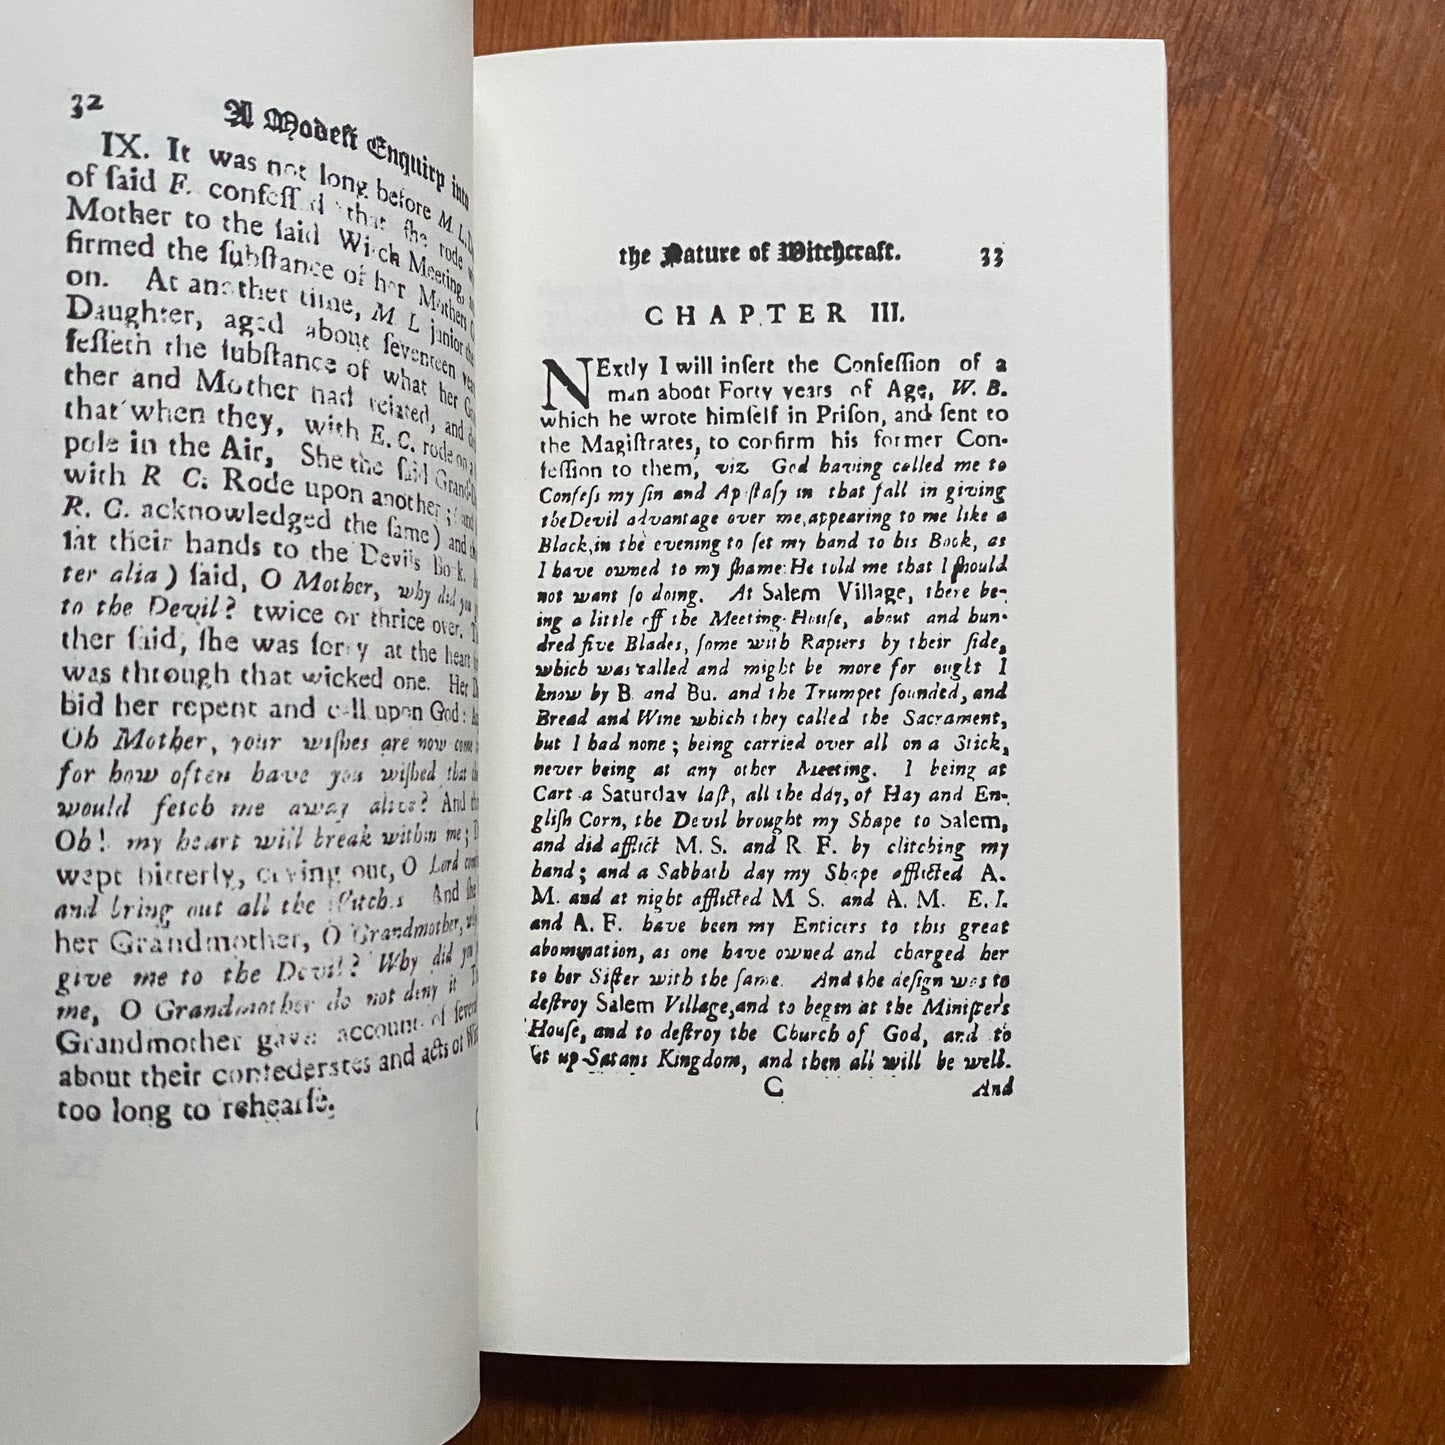 32 A Modeſt Enquiry into
IX. It was not long before M. L.
of ſaid F. confeſſ d that ſhe rode
Mother to the ſaid Witch Meeting,
firmed the ſubſtance of her Mothers
on. At another time, M. L junior
Daughter, aged about ſeventeen
feſſeth the ſubſtance of what her
ther and Mother had related, and
that when they, with E. C. rode on a
pole in the Air, She the ſaid
with R C. Rode upon another; and
R. C. acknowledged the ſame) and
ſat their hands to the Devils Book.
ter alia) ſaid, O Mother, why did
to the Devil? twice or thrice over.
ther ſaid, ſhe was ſorry at the heart
was through that wicked one. Her
bid her repent and call upon God:
Oh Mother, your wiſhes are now come
for how often have you wiſhed that
would fetch me away alive? And
Oh! my heart will break within me;
wept bitterly, crying out, O Lord
and bring out all the Witches And ſhe
her Grandmother, O Grandmother,
give me to the Devil? Why did
me, O Grandmother do not deny it
Grandmother gave account of
about their confederates and acts of
too long to rehearſe.
the Nature of Witchcraft. 33
CHAPTER III.
NExtly I will inſert the Confeſſion of a
man about Forty years of Age, W. B.
which he wrote himſelf in Priſon, and ſent to
the Magiſtrates, to confirm his former Con-
feſſion to them, viz God having called me to
Confeſs my ſin and Apoſtaſy in that fall in giving
the Devil advantage over me, appearing to me like a
Black, in the evening to ſet my hand to his Book, as
I have owned to my ſhame: He told me that I ſhould
not want ſo doing. At Salem Village, there be-
ing a little off the Meeting-Houſe, about and hun-
dred five Blades, ſome with Rapiers by their ſide,
which was called and might be more for ought I
know by B and Bu. and the Trumpet ſounded, and
Bread and Wine which they called the Sacrament,
but I had none; being carried over all on a Stick,
never being at any other Meeting. I being at
Cart a Saturday laſt, all the day, of Hay and En-
gliſh Corn, the Devil brought my Shape to Salem,
and did afflict M. S. and R F. by clitching my
hand; and a Sabbath day my Shape afflicted A.
M. and at night afflicted M S. and A. M. E. I.
and A. F. have been my Enticers to this great
abomination, as one have owned and charged her
to her Siſter with the ſame. And the deſign was to
deſtroy Salem Village, and to begin at the Miniſter's
Houſe, and to deſtroy the Church of God, and to
ſet up Satans Kingdom, and then all will be well.
C And